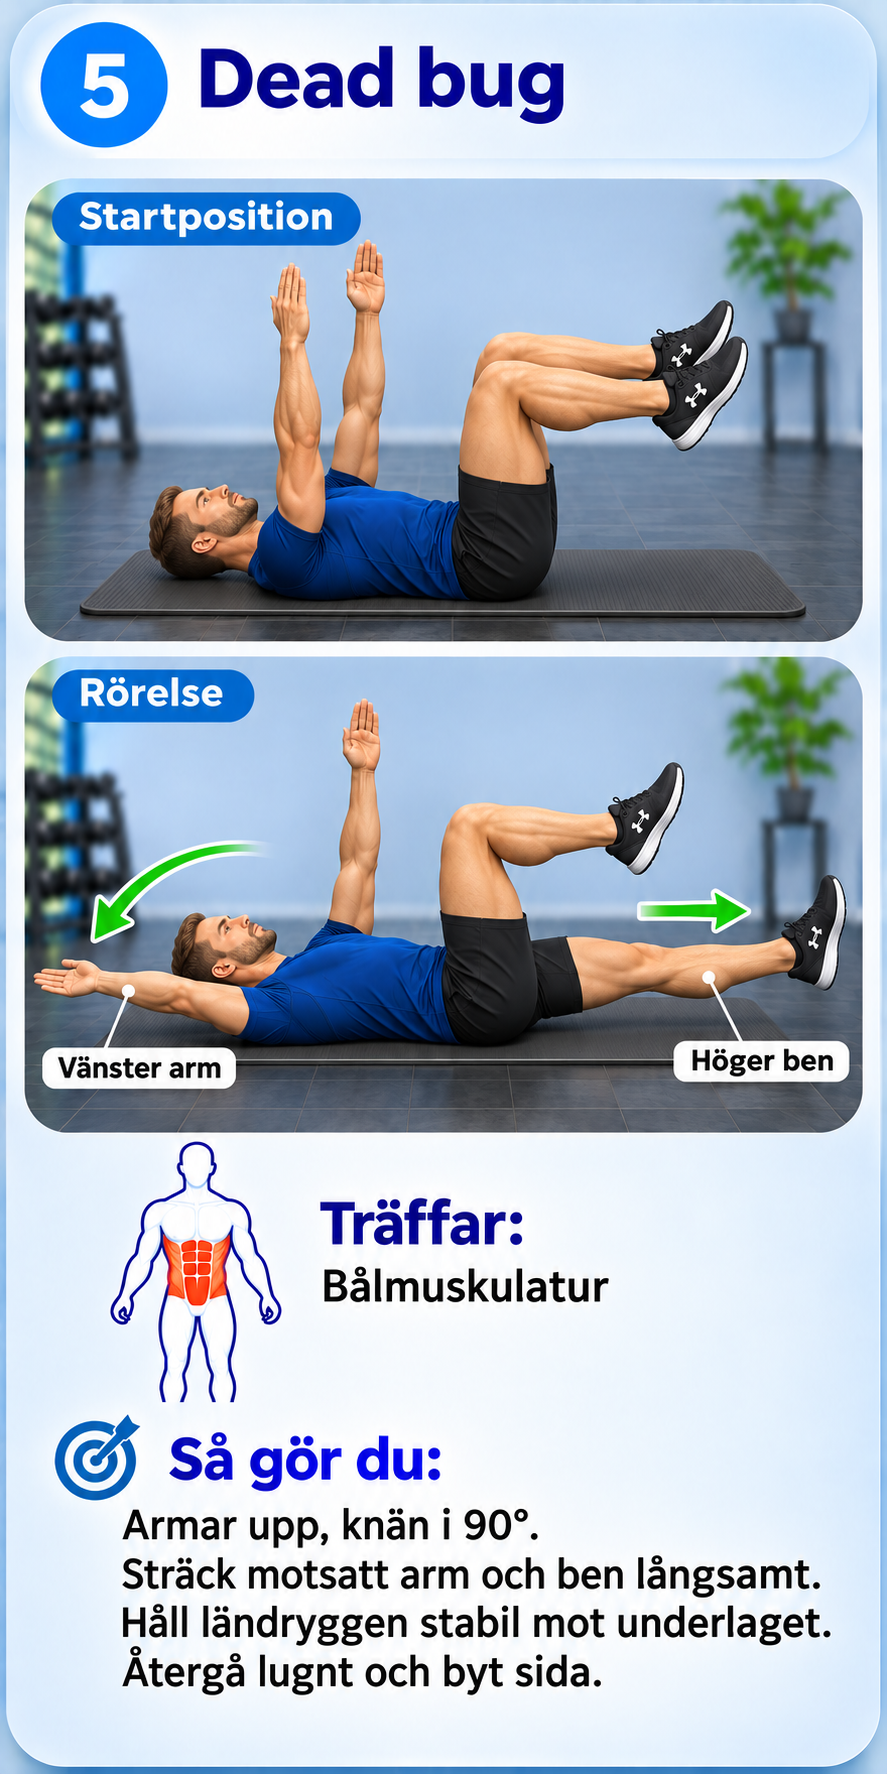 5
Dead bug
Startposition
Rörelse
Vänster arm
Höger ben
Träffar:
Bålmuskulatur
Så gör du:
Armar upp, knän i 90°.
Sträck motsatt arm och ben långsamt.
Håll ländryggen stabil mot underlaget.
Återgå lugnt och byt sida.